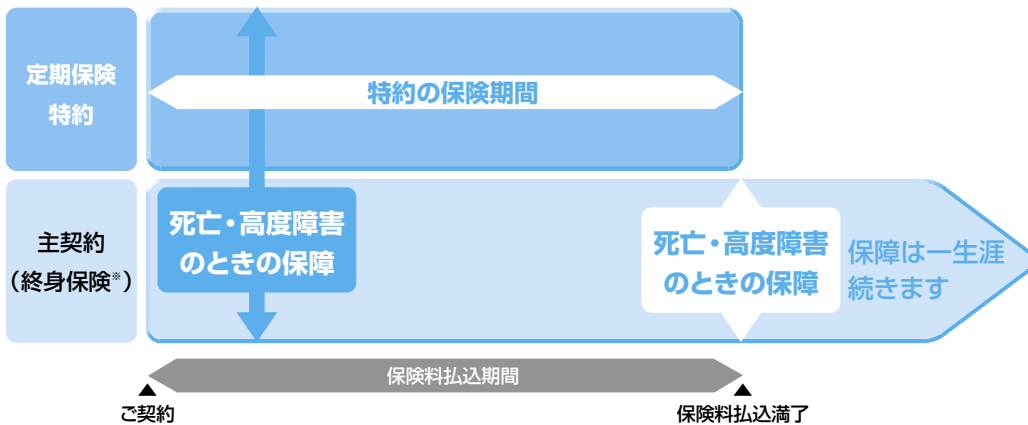 定期保険
特約
特約の保険期間
主契約
（終身保険※）
死亡・高度障害
のときの保障
死亡・高度障害
のときの保障
保障は一生涯
続きます
保険料払込期間
ご契約
保険料払込満了